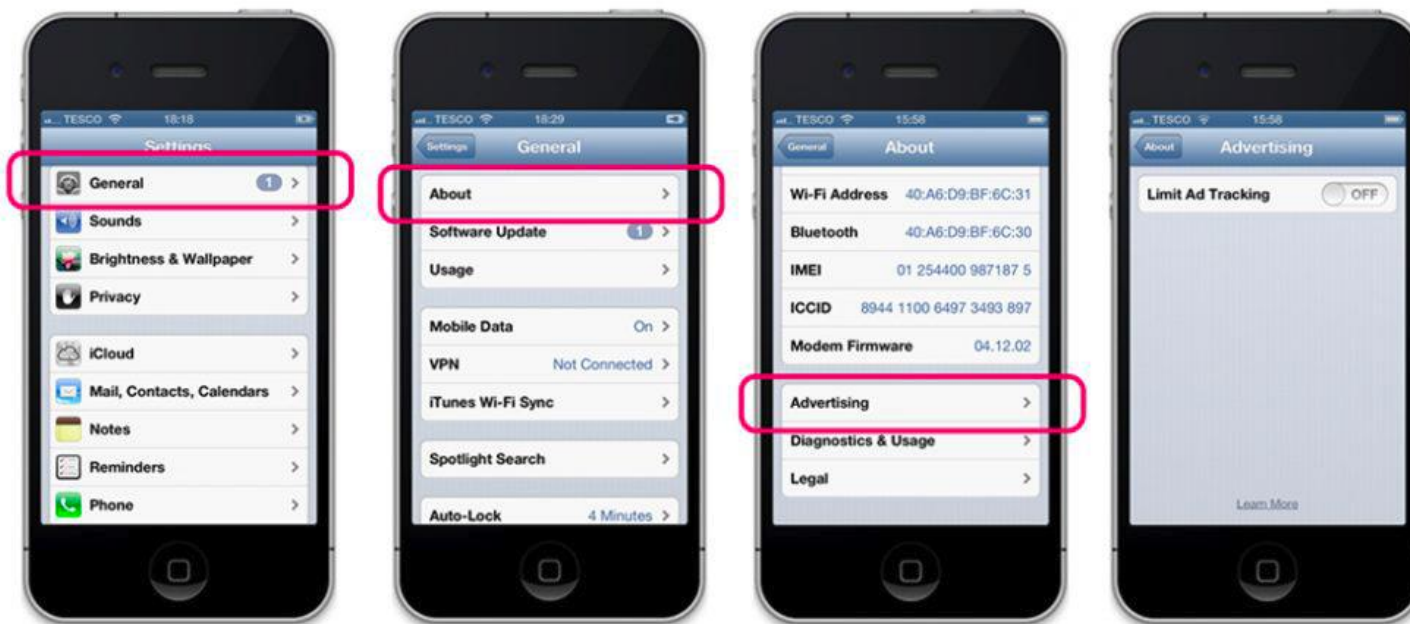 TESCO 18:18
Settings
General 1
Sounds
Brightness & Wallpaper
Privacy
iCloud
Mail, Contacts, Calendars
Notes
Reminders
Phone
TESCO 18:29
Settings General
About
Software Update 1
Usage
Mobile Data On
VPN Not Connected
iTunes Wi-Fi Sync
Spotlight Search
Auto-Lock 4 Minutes
TESCO 15:58
General About
Wi-Fi Address 40:A6:D9:BF:6C:31
Bluetooth 40:A6:D9:BF:6C:30
IMEI 01 254400 987187 5
ICCID 8944 1100 6497 3493 897
Modem Firmware 04.12.02
Advertising
Diagnostics & Usage
Legal
TESCO 15:58
About Advertising
Limit Ad Tracking OFF
Learn More